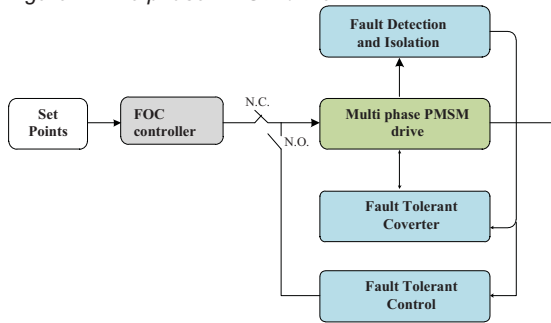 Fault Detection
and Isolation
Set
Points
FOC
controller
N.C.
N.O.
Multi phase PMSM
drive
Fault Tolerant
Coverter
Fault Tolerant
Control